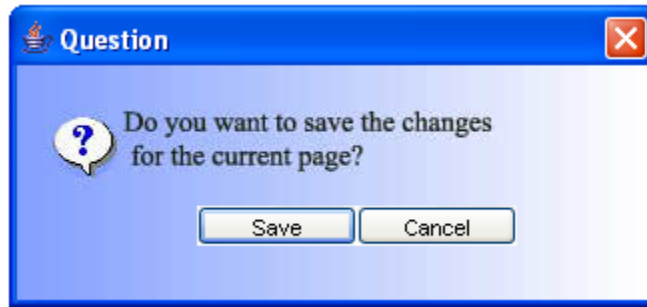 Question
Do you want to save the changes
for the current page?
Save Cancel